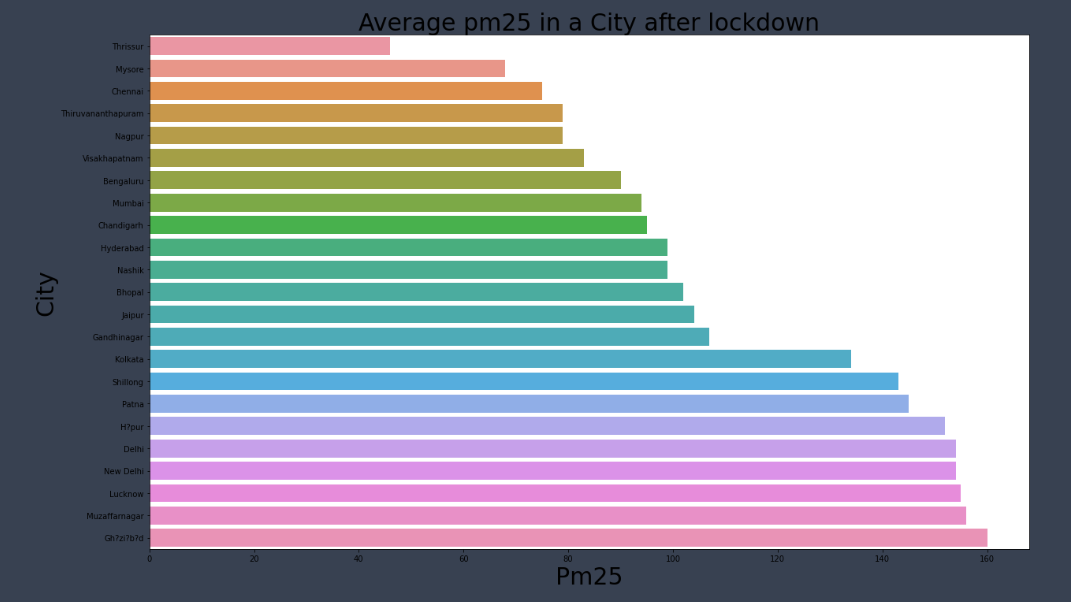 Average pm25 in a City after lockdown
City
Thrissur
Mysore
Chennai
Thiruvananthapuram
Nagpur
Visakhapatnam
Bengaluru
Mumbai
Chandigarh
Hyderabad
Nashik
Bhopal
Jaipur
Gandhinagar
Kolkata
Shillong
Patna
H?pur
Delhi
New Delhi
Lucknow
Muzaffarnagar
Gh?zi?b?d
0 20 40 60 80 100 120 140 160
Pm25